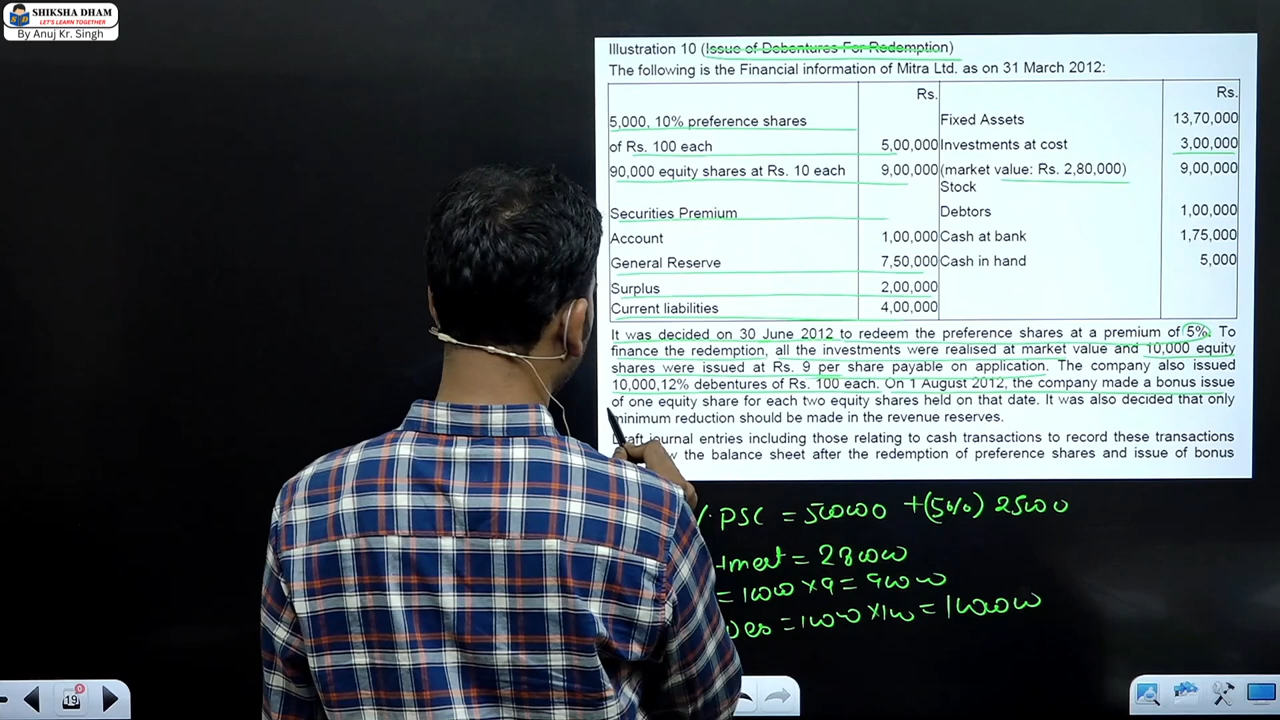 SHIKSHA DHAM
LET'S LEARN TOGETHER
By Anuj Kr. Singh
Illustration 10 (Issue of Debentures For Redemption)
The following is the Financial information of Mitra Ltd. as on 31 March 2012:
Rs. Rs.
5,000, 10% preference shares Fixed Assets 13,70,000
of Rs. 100 each 5,00,000 Investments at cost 3,00,000
90,000 equity shares at Rs. 10 each 9,00,000 (market value: Rs. 2,80,000) 9,00,000
Stock
Securities Premium Debtors 1,00,000
Account 1,00,000 Cash at bank 1,75,000
General Reserve 7,50,000 Cash in hand 5,000
Surplus 2,00,000
Current liabilities 4,00,000
It was decided on 30 June 2012 to redeem the preference shares at a premium of 5%. To
finance the redemption, all the investments were realised at market value and 10,000 equity
shares were issued at Rs. 9 per share payable on application. The company also issued
10,000,12% debentures of Rs. 100 each. On 1 August 2012, the company made a bonus issue
of one equity share for each two equity shares held on that date. It was also decided that only
minimum reduction should be made in the revenue reserves.
Draft journal entries including those relating to cash transactions to record these transactions
the balance sheet after the redemption of preference shares and issue of bonus
PSC = 500000 +(5%) 25000
= 280000
= 10000 × 9 = 90000
= 10000 × 100 = 1000000
19